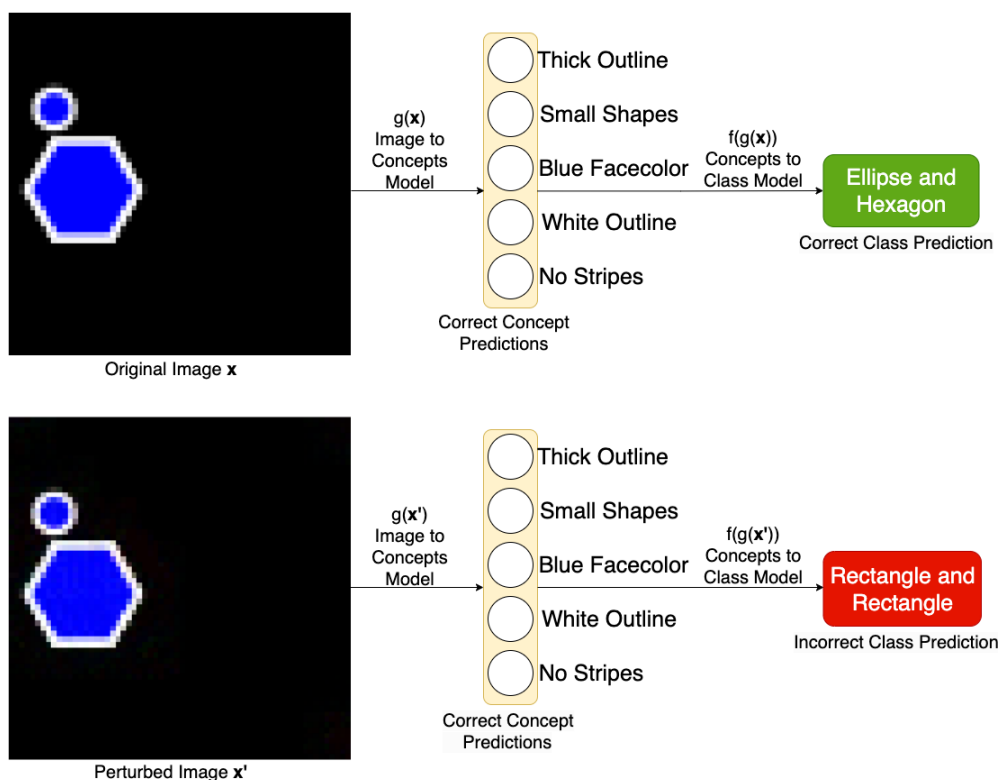 g(x)
Image to
Concepts
Model
Thick Outline
Small Shapes
Blue Facecolor
White Outline
No Stripes
Correct Concept
Predictions
f(g(x))
Concepts to
Class Model
Ellipse and
Hexagon
Correct Class Prediction
Original Image x
g(x')
Image to
Concepts
Model
Thick Outline
Small Shapes
Blue Facecolor
White Outline
No Stripes
Correct Concept
Predictions
f(g(x'))
Concepts to
Class Model
Rectangle and
Rectangle
Incorrect Class Prediction
Perturbed Image x'